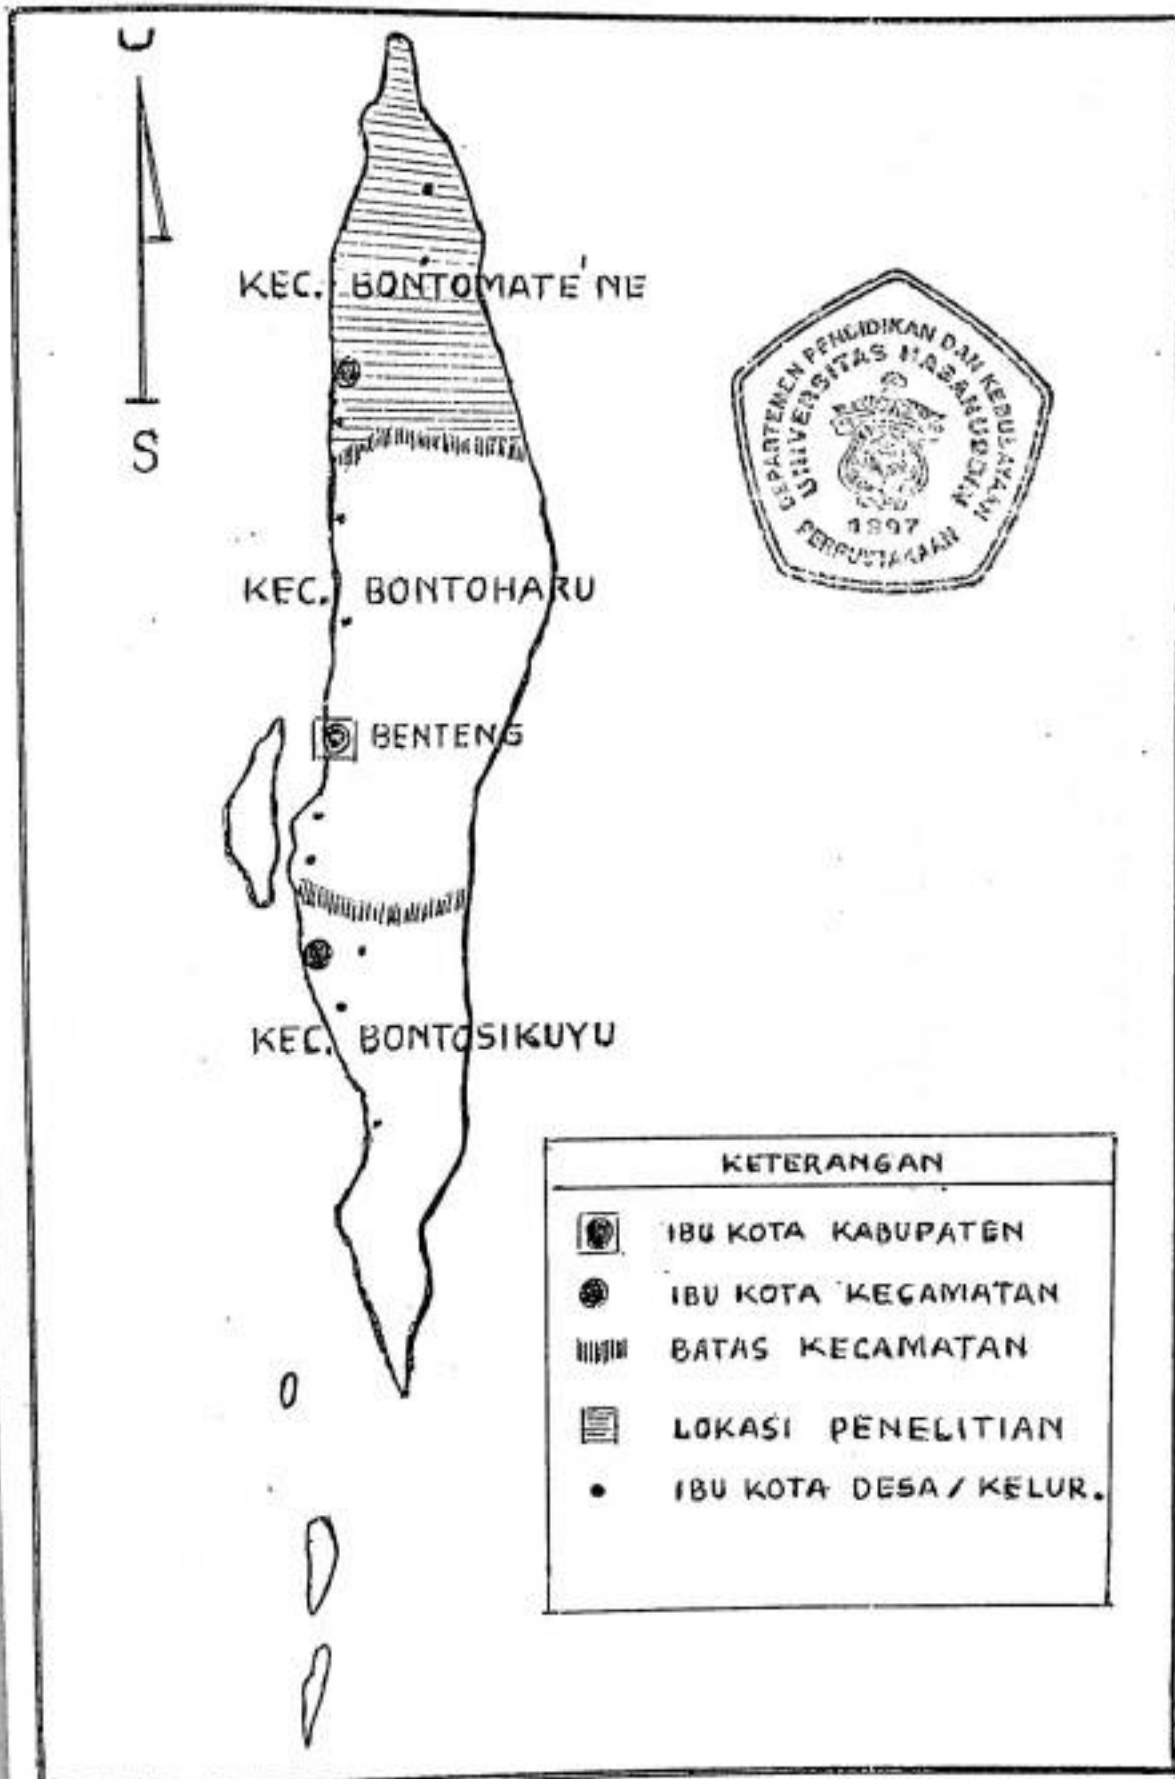 U
S
KEC. BONTOMATE'NE
KEC. BONTOHARU
BENTENG
KEC. BONTOSIKUYU
DEPARTEMEN PENDIDIKAN DAN KEBUDAYAAN
UNIVERSITAS HASANUDDIN
PERPUSTAKAAN
KETERANGAN
IBU KOTA KABUPATEN
IBU KOTA KECAMATAN
BATAS KECAMATAN
LOKASI PENELITIAN
IBU KOTA DESA / KELUR.